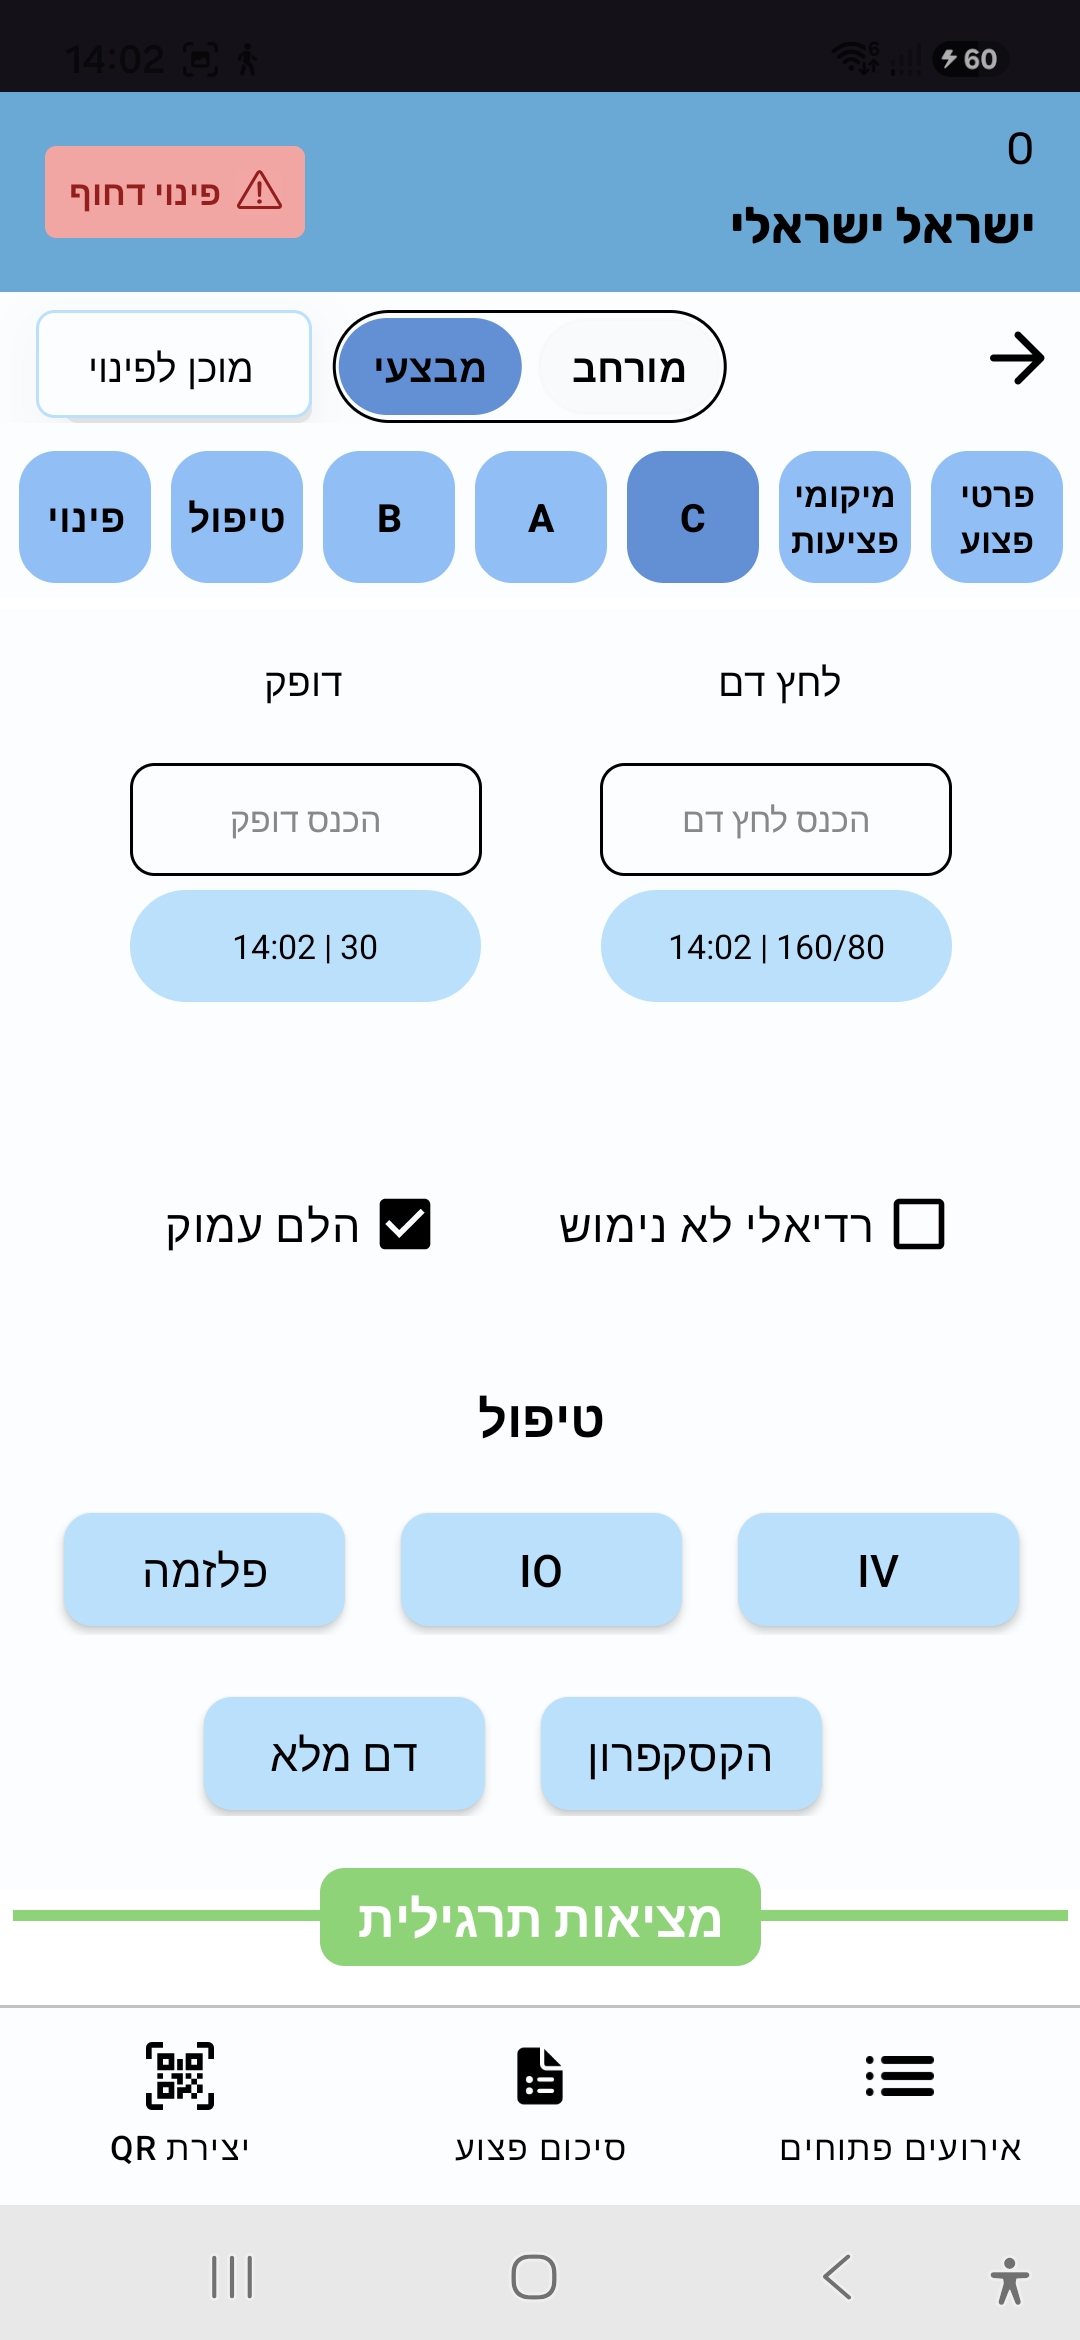 14:02
6
60
0
ישראל ישראלי
פינוי דחוף
מורחב
מבצעי
מוכן לפינוי
פרטי
פצוע
מיקומי
פציעות
C
A
B
טיפול
פינוי
לחץ דם
דופק
הכנס לחץ דם
הכנס דופק
14:02 | 160/80
14:02 | 30
רדיאלי לא נימוש
הלם עמוק
טיפול
IV
IO
פלזמה
הקסקפרון
דם מלא
מציאות תרגילית
אירועים פתוחים
סיכום פצוע
יצירת QR